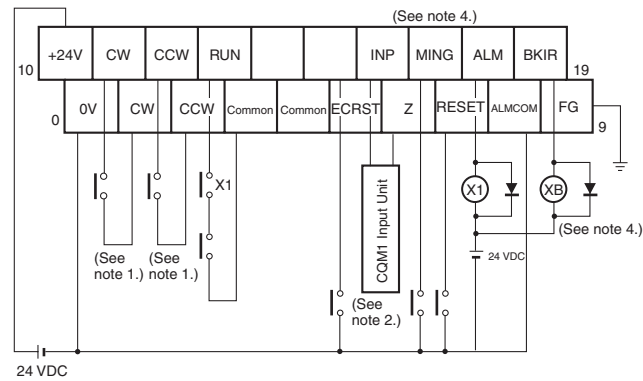 (See note 4.)
10 +24V CW CCW RUN INP MING ALM BKIR 19
0 0V CW CCW Common Common ECRST Z RESET ALMCOM FG 9
X1
X1
XB
CQM1 Input Unit
(See
note 1.)
(See
note 1.)
(See
note 2.)
(See note 4.)
24 VDC
24 VDC